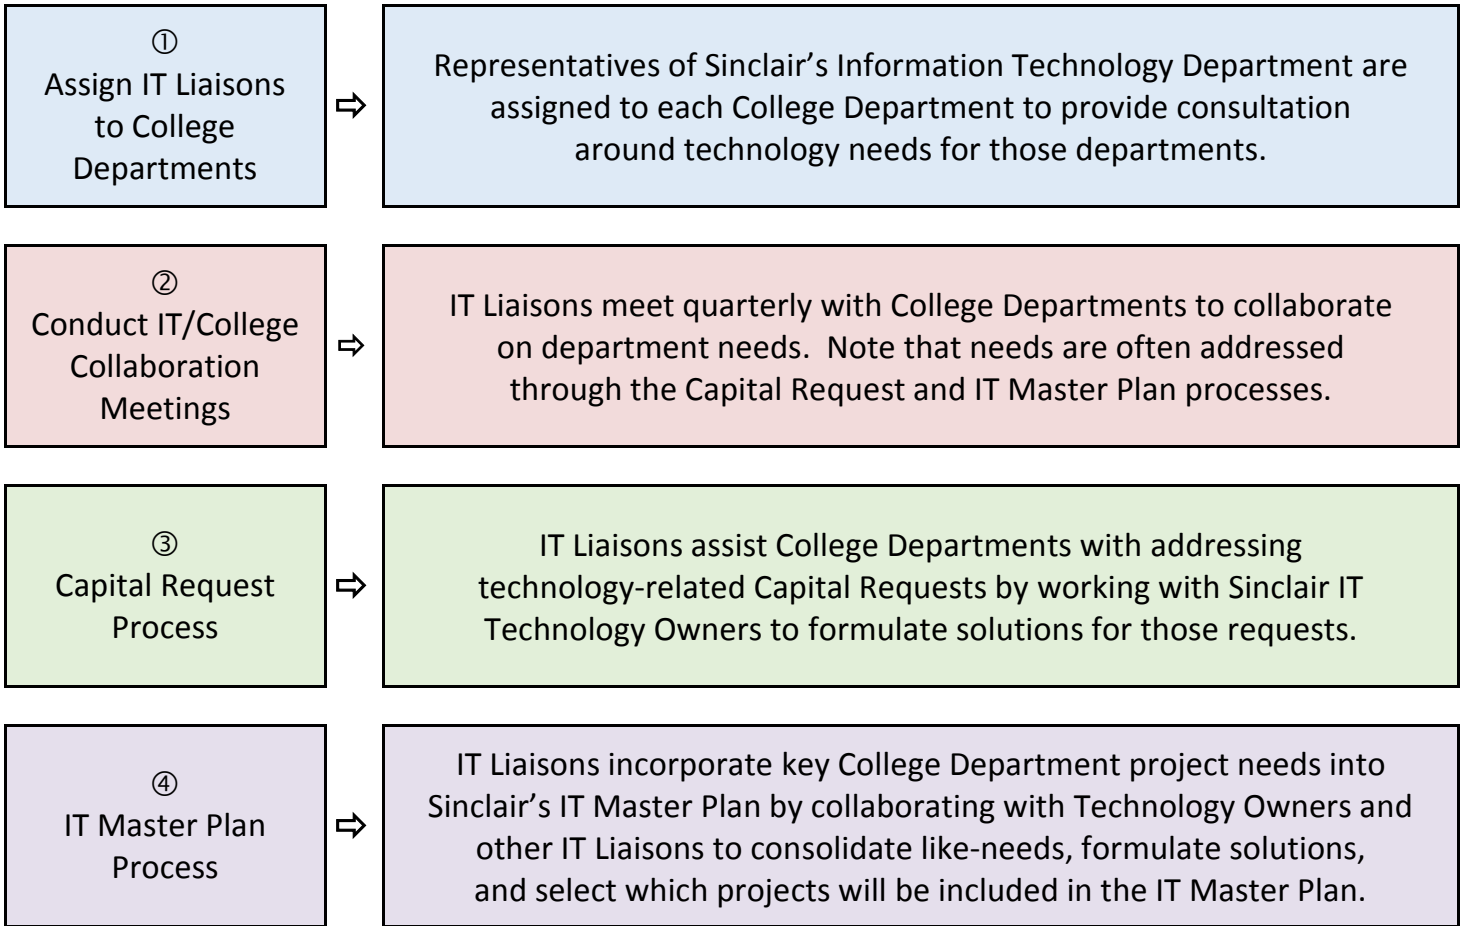 ①
Assign IT Liaisons
to College
Departments
⇨
Representatives of Sinclair’s Information Technology Department are
assigned to each College Department to provide consultation
around technology needs for those departments.
②
Conduct IT/College
Collaboration
Meetings
⇨
IT Liaisons meet quarterly with College Departments to collaborate
on department needs.  Note that needs are often addressed
through the Capital Request and IT Master Plan processes.
③
Capital Request
Process
⇨
IT Liaisons assist College Departments with addressing
technology-related Capital Requests by working with Sinclair IT
Technology Owners to formulate solutions for those requests.
④
IT Master Plan
Process
⇨
IT Liaisons incorporate key College Department project needs into
Sinclair’s IT Master Plan by collaborating with Technology Owners and
other IT Liaisons to consolidate like-needs, formulate solutions,
and select which projects will be included in the IT Master Plan.